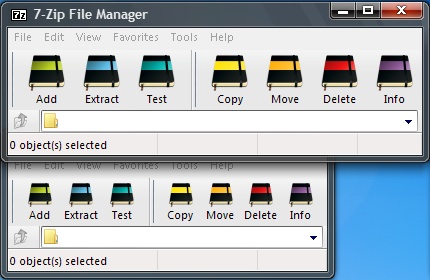 7-Zip File Manager
File Edit View Favorites Tools Help
Add Extract Test Copy Move Delete Info
0 object(s) selected
File Edit View Favorites Tools Help
Add Extract Test Copy Move Delete Info
0 object(s) selected